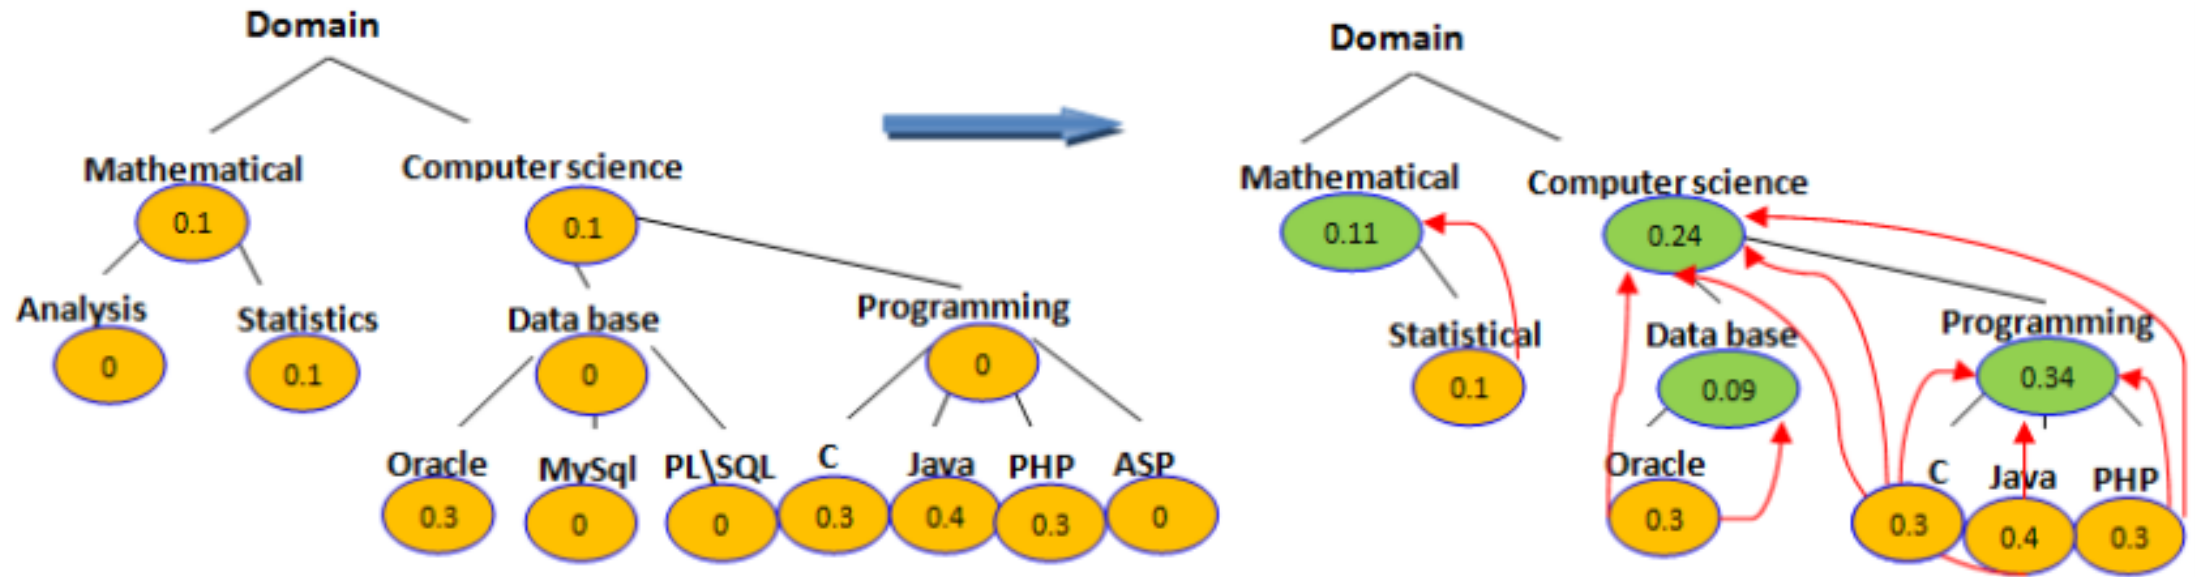 Domain
Mathematical
Computer science
0.1
0.1
Analysis
Statistics
Data base
Programming
0
0.1
0
0
Oracle
MySql
PL\SQL
C
Java
PHP
ASP
0.3
0
0
0.3
0.4
0.3
0
Domain
Mathematical
Computer science
0.11
0.24
Statistical
Data base
Programming
0.1
0.09
0.34
Oracle
C
Java
PHP
0.3
0.3
0.4
0.3